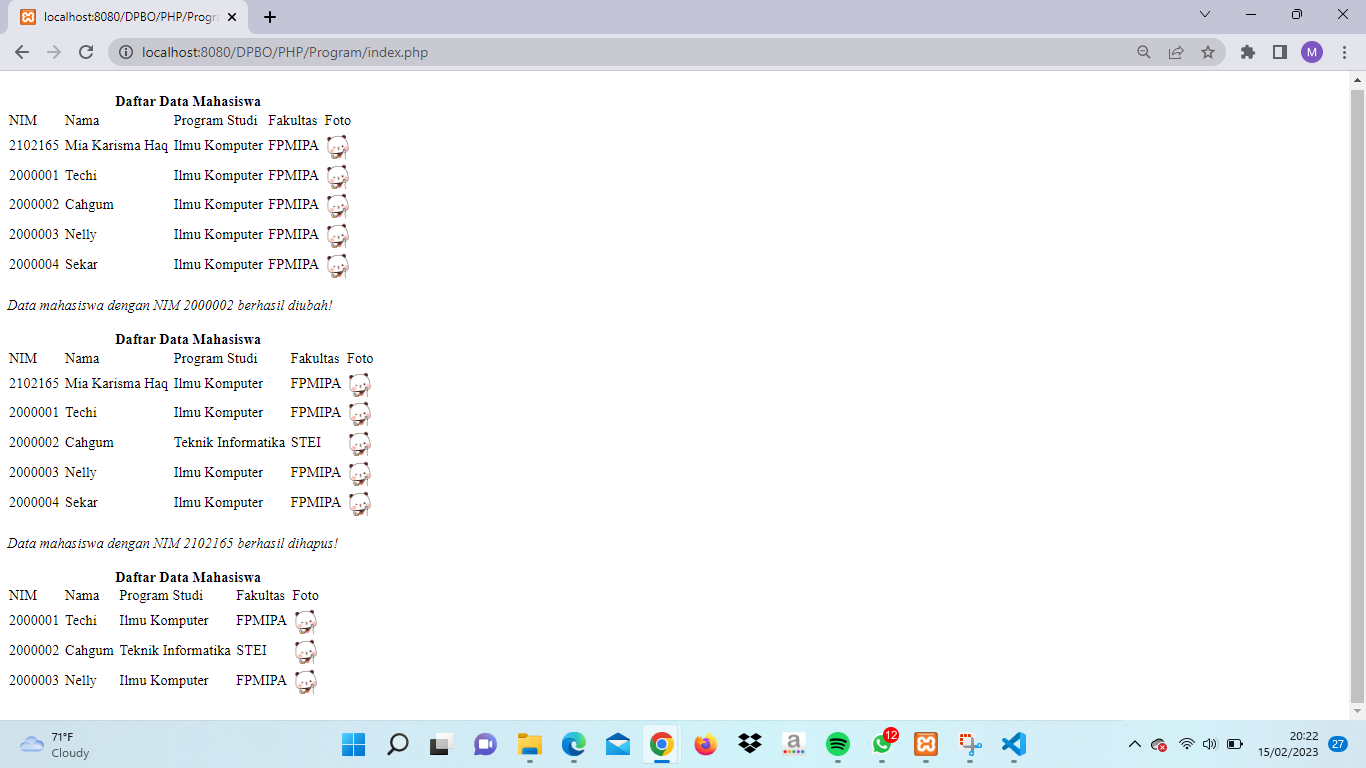 localhost:8080/DPBO/PHP/Progr
localhost:8080/DPBO/PHP/Program/index.php
M
Daftar Data Mahasiswa
NIM Nama Program Studi Fakultas Foto
2102165 Mia Karisma Haq Ilmu Komputer FPMIPA
2000001 Techi Ilmu Komputer FPMIPA
2000002 Cahgum Ilmu Komputer FPMIPA
2000003 Nelly Ilmu Komputer FPMIPA
2000004 Sekar Ilmu Komputer FPMIPA
Data mahasiswa dengan NIM 2000002 berhasil diubah!
Daftar Data Mahasiswa
NIM Nama Program Studi Fakultas Foto
2102165 Mia Karisma Haq Ilmu Komputer FPMIPA
2000001 Techi Ilmu Komputer FPMIPA
2000002 Cahgum Teknik Informatika STEI
2000003 Nelly Ilmu Komputer FPMIPA
2000004 Sekar Ilmu Komputer FPMIPA
Data mahasiswa dengan NIM 2102165 berhasil dihapus!
Daftar Data Mahasiswa
NIM Nama Program Studi Fakultas Foto
2000001 Techi Ilmu Komputer FPMIPA
2000002 Cahgum Teknik Informatika STEI
2000003 Nelly Ilmu Komputer FPMIPA
71°F
Cloudy
a
12
20:22
15/02/2023
27